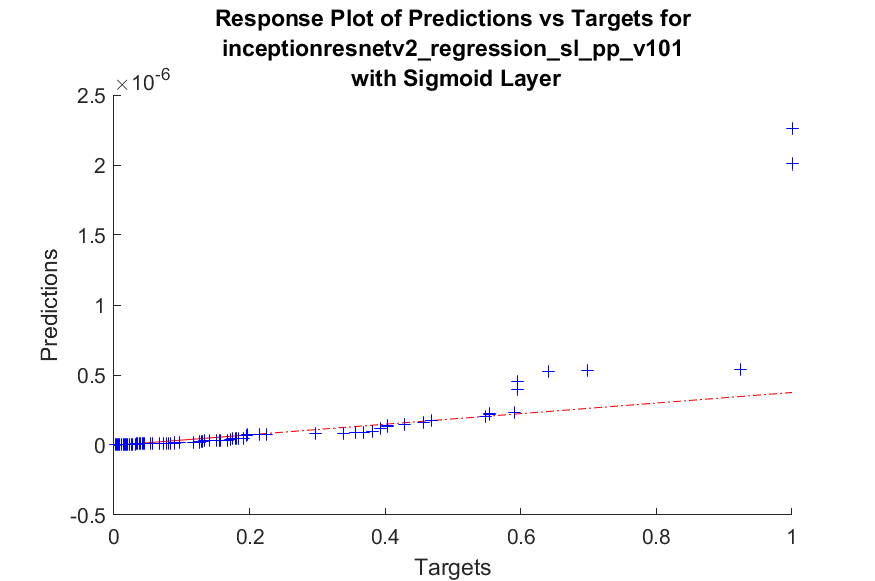 Response Plot of Predictions vs Targets for
inceptionresnetv2_regression_sl_pp_v101
with Sigmoid Layer
×10-6
2.5
2
1.5
1
0.5
0
-0.5
Predictions
0 0.2 0.4 0.6 0.8 1
Targets